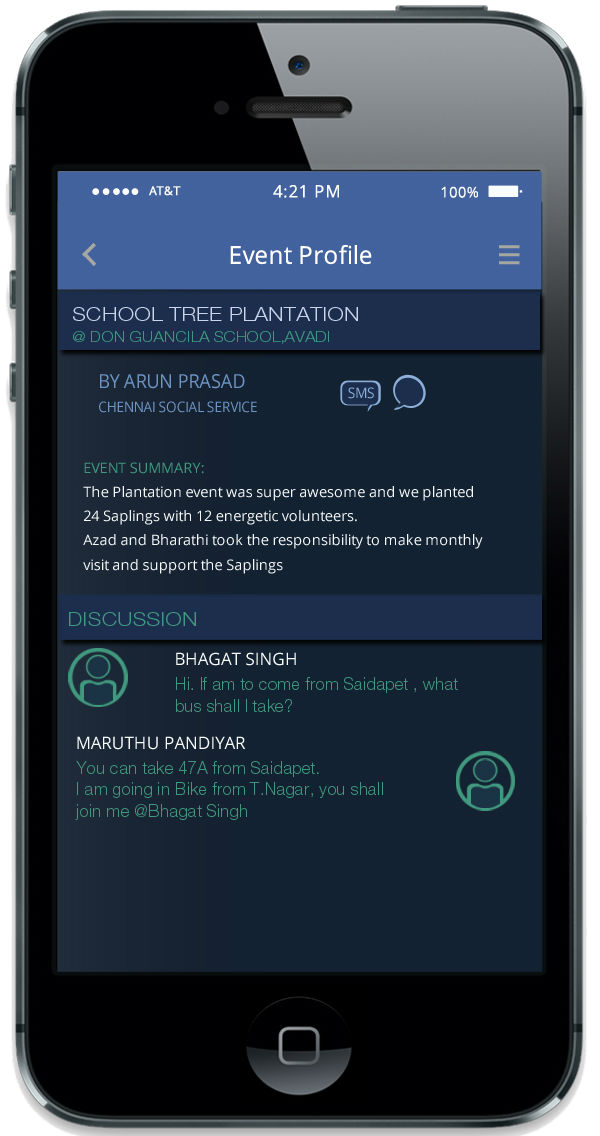 AT&T 4:21 PM 100%
Event Profile
SCHOOL TREE PLANTATION
@ DON GUANCILA SCHOOL,AVADI
BY ARUN PRASAD
SMS
CHENNAI SOCIAL SERVICE
EVENT SUMMARY:
The Plantation event was super awesome and we planted
24 Saplings with 12 energetic volunteers.
Azad and Bharathi took the responsibility to make monthly
visit and support the Saplings
DISCUSSION
BHAGAT SINGH
Hi. If am to come from Saidapet , what
bus shall I take?
MARUTHU PANDIYAR
You can take 47A from Saidapet.
I am going in Bike from T.Nagar, you shall
join me @Bhagat Singh